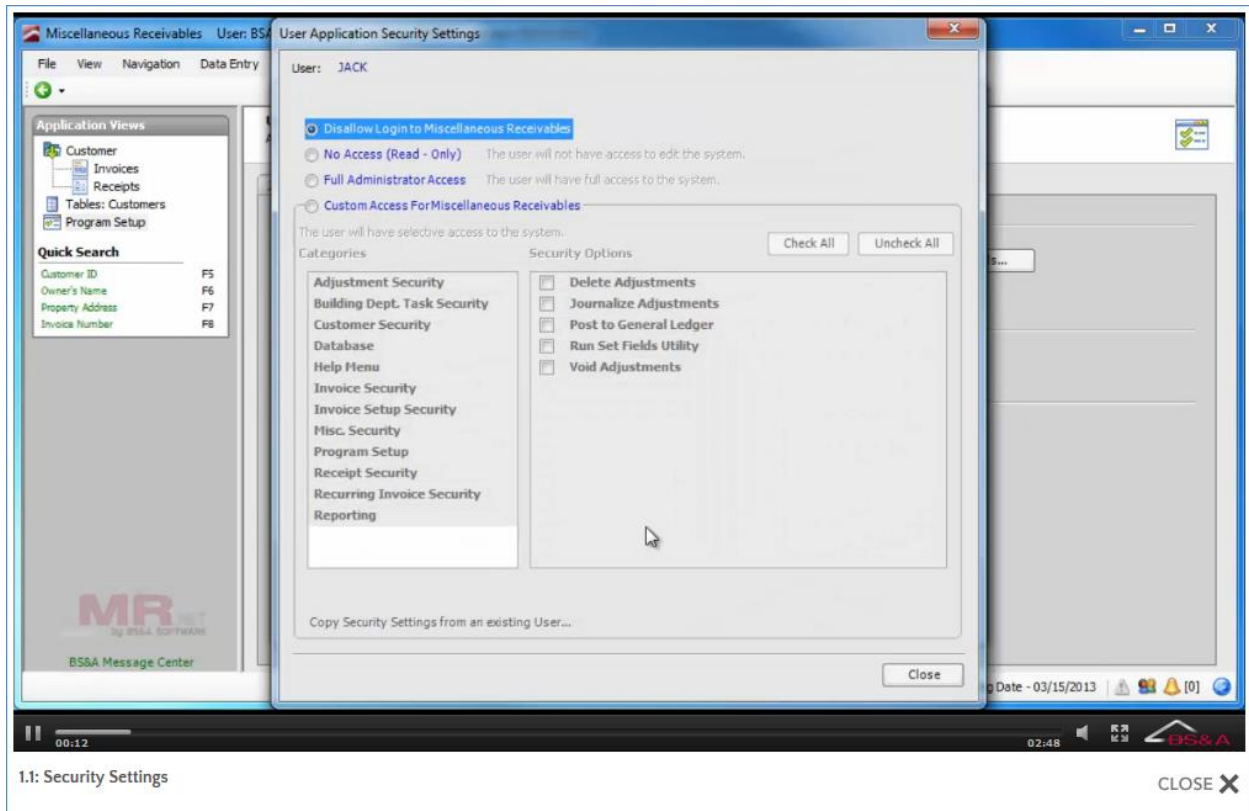 Miscellaneous Receivables User: BS&
User Application Security Settings
File View Navigation Data Entry
User: JACK
Application Views
Customer
Invoices
Receipts
Tables: Customers
Program Setup
Quick Search
Customer ID F5
Owner's Name F6
Property Address F7
Invoice Number F8
Disallow Login to Miscellaneous Receivables
No Access (Read - Only) The user will not have access to edit the system.
Full Administrator Access The user will have full access to the system.
Custom Access For Miscellaneous Receivables
The user will have selective access to the system.
Check All Uncheck All
Categories Security Options
Adjustment Security
Building Dept. Task Security
Customer Security
Database
Help Menu
Invoice Security
Invoice Setup Security
Misc. Security
Program Setup
Receipt Security
Recurring Invoice Security
Reporting
Delete Adjustments
Journalize Adjustments
Post to General Ledger
Run Set Fields Utility
Void Adjustments
s...
Copy Security Settings from an existing User...
Close
MR.NET
by BS&A SOFTWARE
BS&A Message Center
g Date - 03/15/2013 [0]
00:12 02:48 BS&A
1.1: Security Settings
CLOSE X